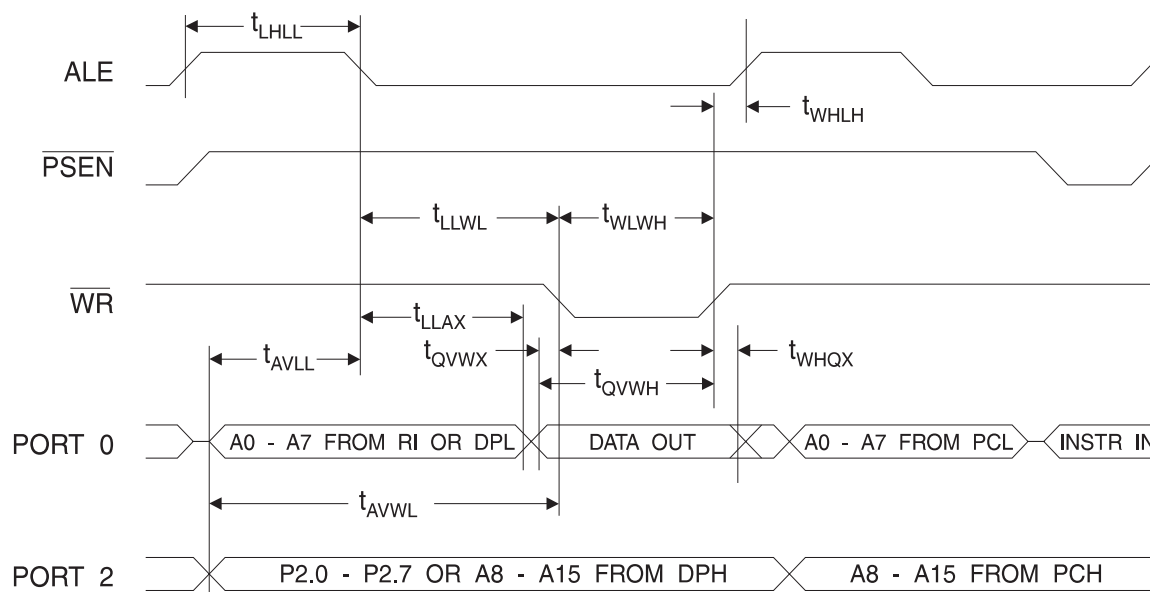 tLHLL
ALE
tWHLH
PSEN
tLLWL
tWLWH
WR
tLLAX
tAVLL
tQVWX
tWHQX
tQVWH
PORT 0
A0 - A7 FROM RI OR DPL
DATA OUT
A0 - A7 FROM PCL
INSTR IN
tAVWL
PORT 2
P2.0 - P2.7 OR A8 - A15 FROM DPH
A8 - A15 FROM PCH